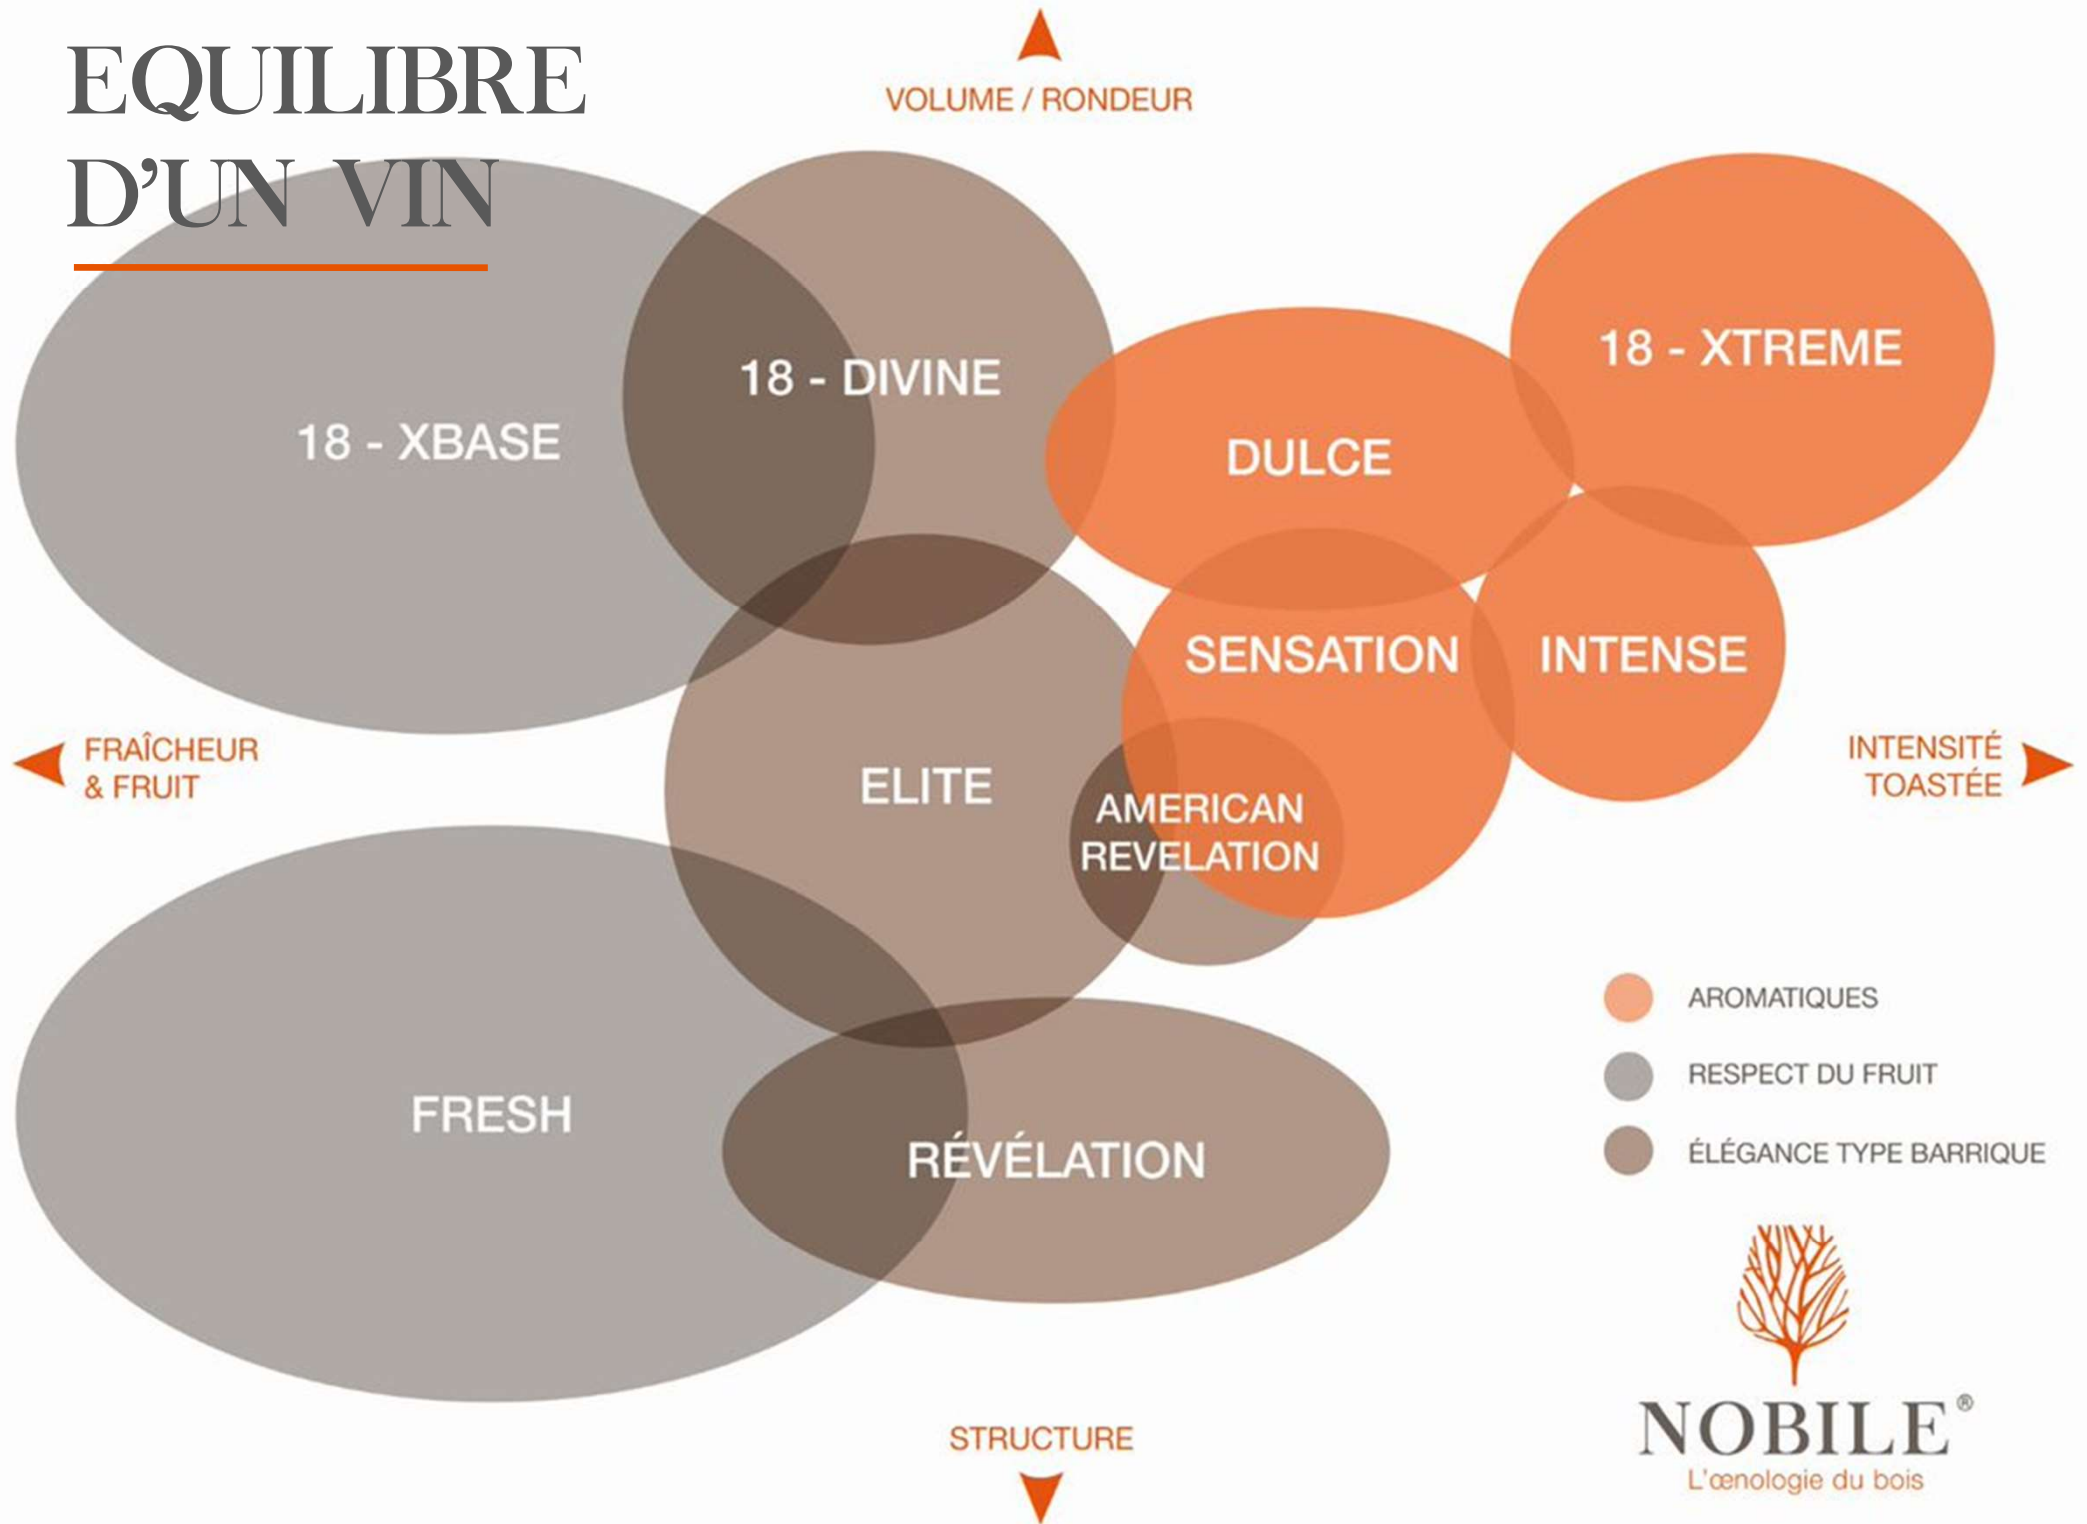 EQUILIBRE
D’UN VIN
VOLUME / RONDEUR
18 - XBASE
18 - DIVINE
DULCE
18 - XTREME
SENSATION
INTENSE
FRAÎCHEUR
& FRUIT
ELITE
AMERICAN
REVELATION
INTENSITÉ
TOASTÉE
FRESH
RÉVÉLATION
AROMATIQUES
RESPECT DU FRUIT
ÉLÉGANCE TYPE BARRIQUE
STRUCTURE
NOBILE®
L'œnologie du bois